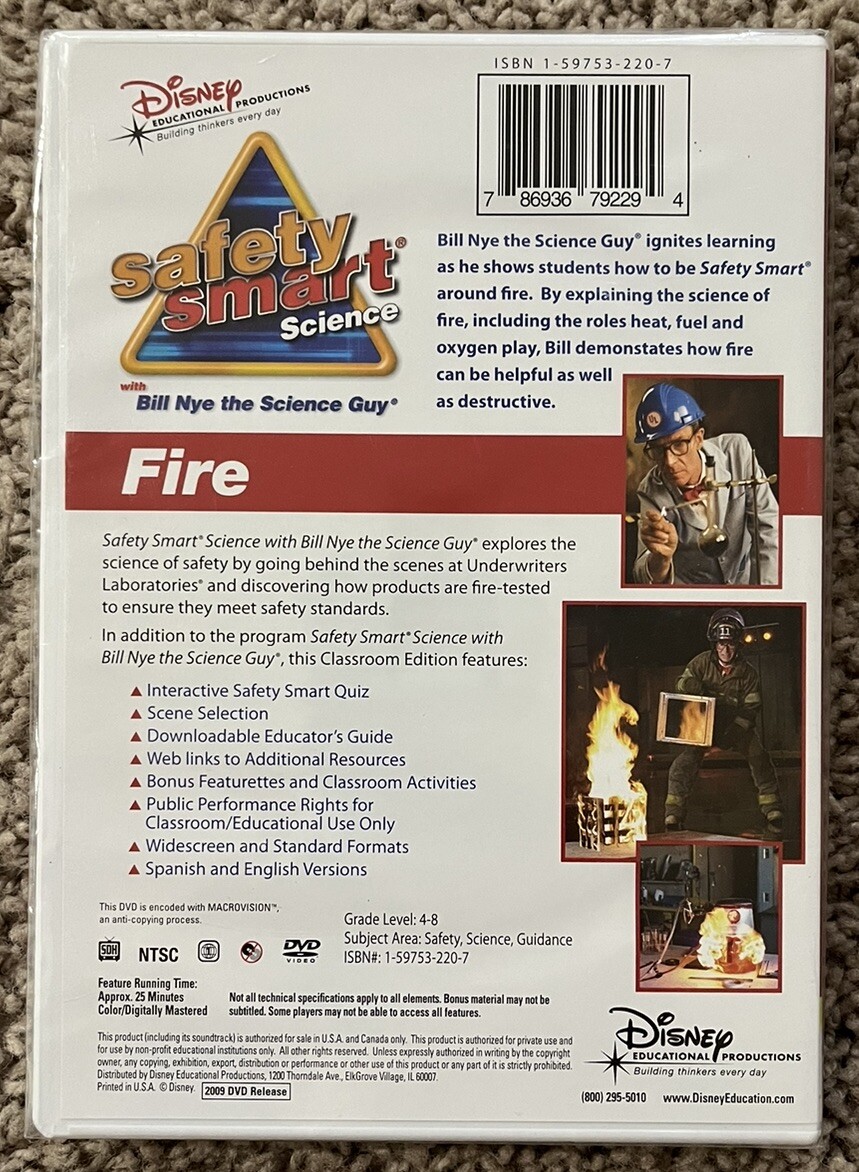 ISBN 1-59753-220-7
DISNEY
EDUCATIONAL PRODUCTIONS
Building thinkers every day
7 86936 79229 4
safety
smart®
Science
with
Bill Nye the Science Guy®
Bill Nye the Science Guy® ignites learning
as he shows students how to be Safety Smart®
around fire. By explaining the science of
fire, including the roles heat, fuel and
oxygen play, Bill demonstates how fire
can be helpful as well
as destructive.
UL
Fire
Safety Smart® Science with Bill Nye the Science Guy® explores the
science of safety by going behind the scenes at Underwriters
Laboratories® and discovering how products are fire-tested
to ensure they meet safety standards.
In addition to the program Safety Smart® Science with
Bill Nye the Science Guy®, this Classroom Edition features:
▲ Interactive Safety Smart Quiz
▲ Scene Selection
▲ Downloadable Educator's Guide
▲ Web links to Additional Resources
▲ Bonus Featurettes and Classroom Activities
▲ Public Performance Rights for
Classroom/Educational Use Only
▲ Widescreen and Standard Formats
▲ Spanish and English Versions
11
This DVD is encoded with MACROVISION™,
an anti-copying process.
SDH NTSC DVD VIDEO
Grade Level: 4-8
Subject Area: Safety, Science, Guidance
ISBN#: 1-59753-220-7
Feature Running Time:
Approx. 25 Minutes
Color/Digitally Mastered
Not all technical specifications apply to all elements. Bonus material may not be
subtitled. Some players may not be able to access all features.
This product (including its soundtrack) is authorized for sale in U.S.A. and Canada only. This product is authorized for private use and
for use by non-profit educational institutions only. All other rights reserved. Unless expressly authorized in writing by the copyright
owner, any copying, exhibition, export, distribution or performance or other use of this product or any part of it is strictly prohibited.
Distributed by Disney Educational Productions, 1200 Thorndale Ave., ElkGrove Village, IL 60007.
Printed in U.S.A. © Disney. 2009 DVD Release
DISNEY
EDUCATIONAL PRODUCTIONS
Building thinkers every day
(800) 295-5010 www.DisneyEducation.com